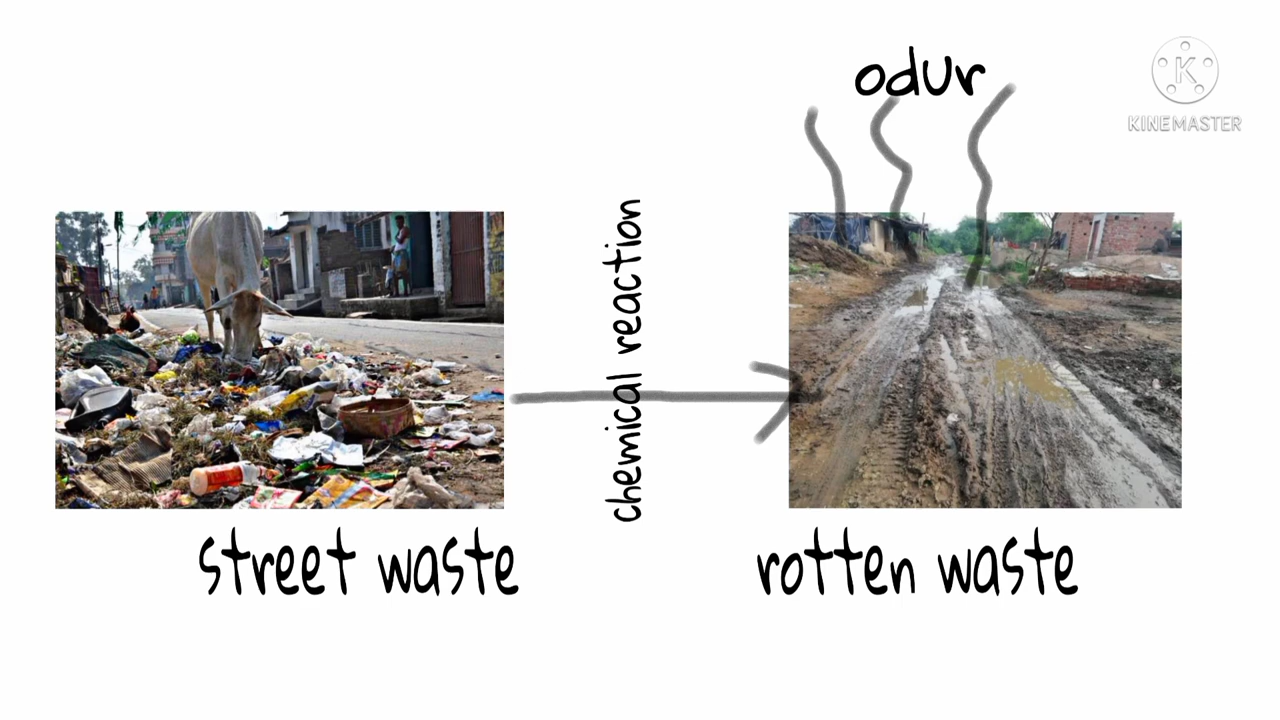 odur
KINEMASTER
chemical reaction
street waste
rotten waste